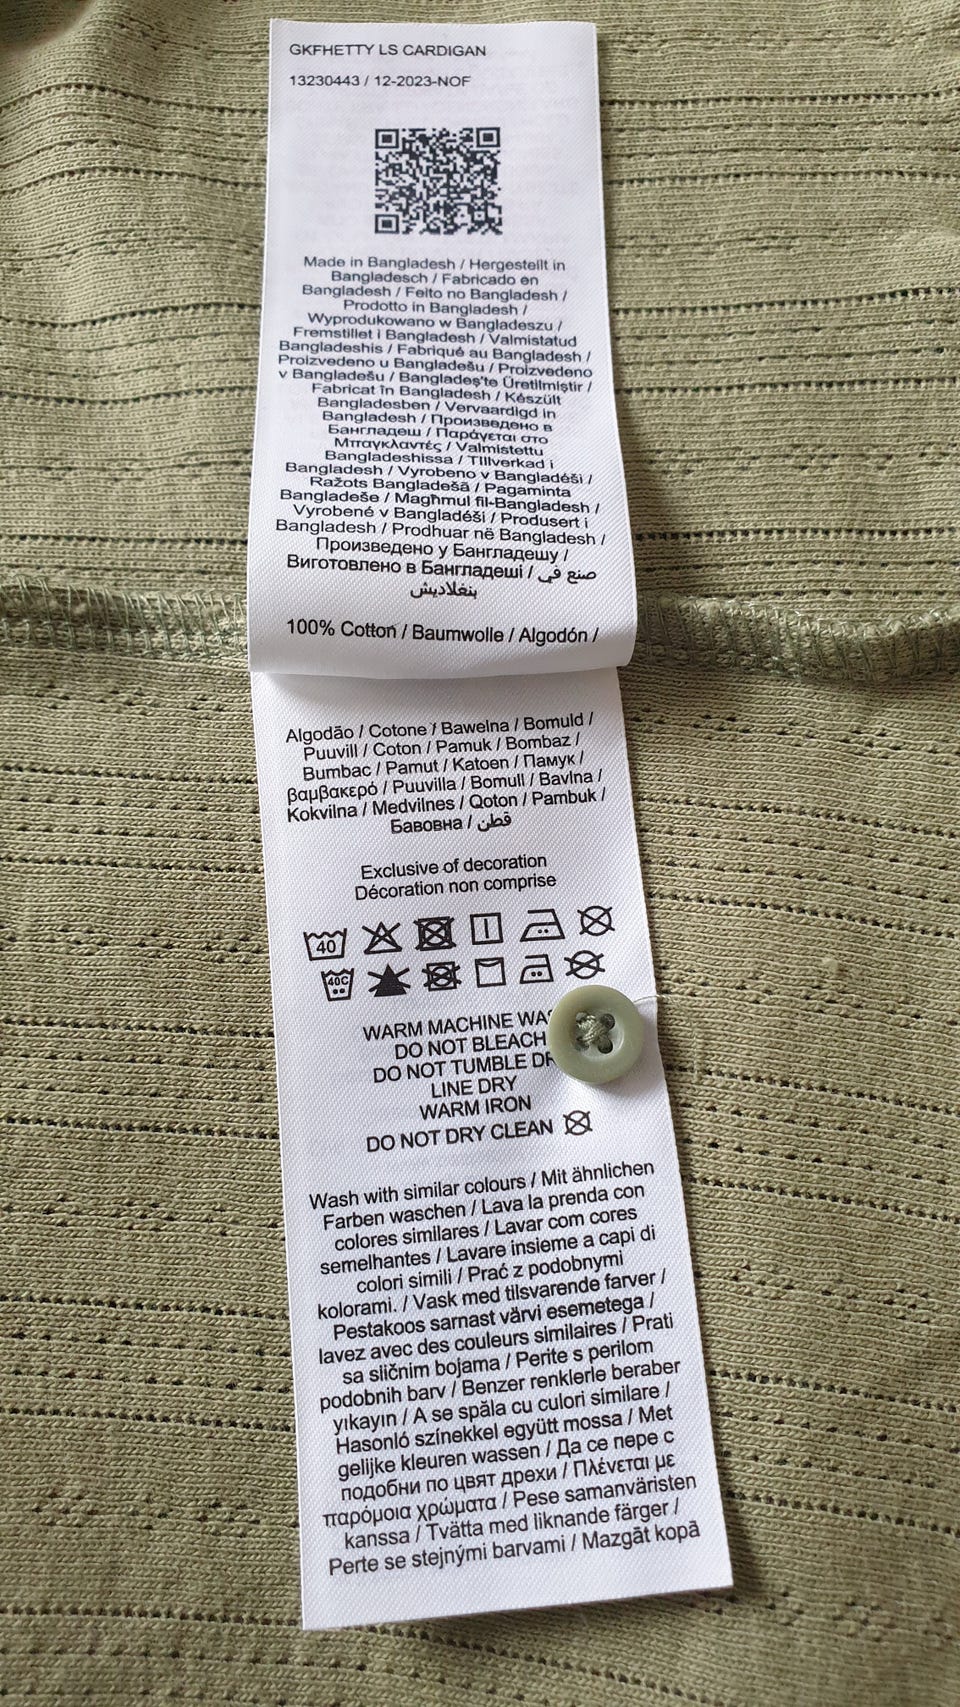 GKFHETTY LS CARDIGAN
13230443 / 12-2023-NOF
Made in Bangladesh / Hergestellt in
Bangladesch / Fabricado en
Bangladesh / Feito no Bangladesh /
Prodotto in Bangladesh /
Wyprodukowano w Bangladeszu /
Fremstillet i Bangladesh / Valmistatud
Bangladeshis / Fabriqué au Bangladesh /
Proizvedeno u Bangladešu / Proizvedeno
v Bangladešu / Bangladeş'te Üretilmiştir /
Fabricat în Bangladesh / Készült
Bangladesben / Vervaardigd in
Bangladesh / Произведено в
Бангладеш / Παράγεται στο
Μπαγκλαντές / Valmistettu
Bangladeshissa / Tillverkad i
Bangladesh / Vyrobeno v Bangladéši /
Ražots Bangladešā / Pagaminta
Bangladeše / Magħmul fil-Bangladesh /
Vyrobené v Bangladéši / Produsert i
Bangladesh / Prodhuar në Bangladesh /
Произведено у Бангладешу /
Виготовлено в Бангладеші / صنع في
بنغلاديش
100% Cotton / Baumwolle / Algodón /
Algodão / Cotone / Bawełna / Bomuld /
Puuvill / Coton / Pamuk / Bombaž /
Bumbac / Pamut / Katoen / Памук /
βαμβακερό / Puuvilla / Bomull / Bavlna /
Kokvilna / Medvilnės / Qoton / Pambuk /
Бавовна / قطن
Exclusive of decoration
Décoration non comprise
40
40C
WARM MACHINE
DO NOT BLEACH
DO NOT TUMBLE
LINE DRY
WARM IRON
DO NOT DRY CLEAN
Wash with similar colours / Mit ähnlichen
Farben waschen / Lava la prenda con
colores similares / Lavar com cores
semelhantes / Lavare insieme a capi di
colori simili / Prać z podobnymi
kolorami. / Vask med tilsvarende farver /
Pestakoos sarnast värvi esemetega /
lavez avec des couleurs similaires / Prati
sa sličnim bojama / Perite s perilom
podobnih barv / Benzer renklerle beraber
yıkayın / A se spăla cu culori similare /
Hasonló színekkel együtt mossa / Met
gelijke kleuren wassen / Да се пере с
подобни по цвят дрехи / Πλένεται με
παρόμοια χρώματα / Pese samanväristen
kanssa / Tvätta med liknande färger /
Perte se stejnými barvami / Mazgāt kopā